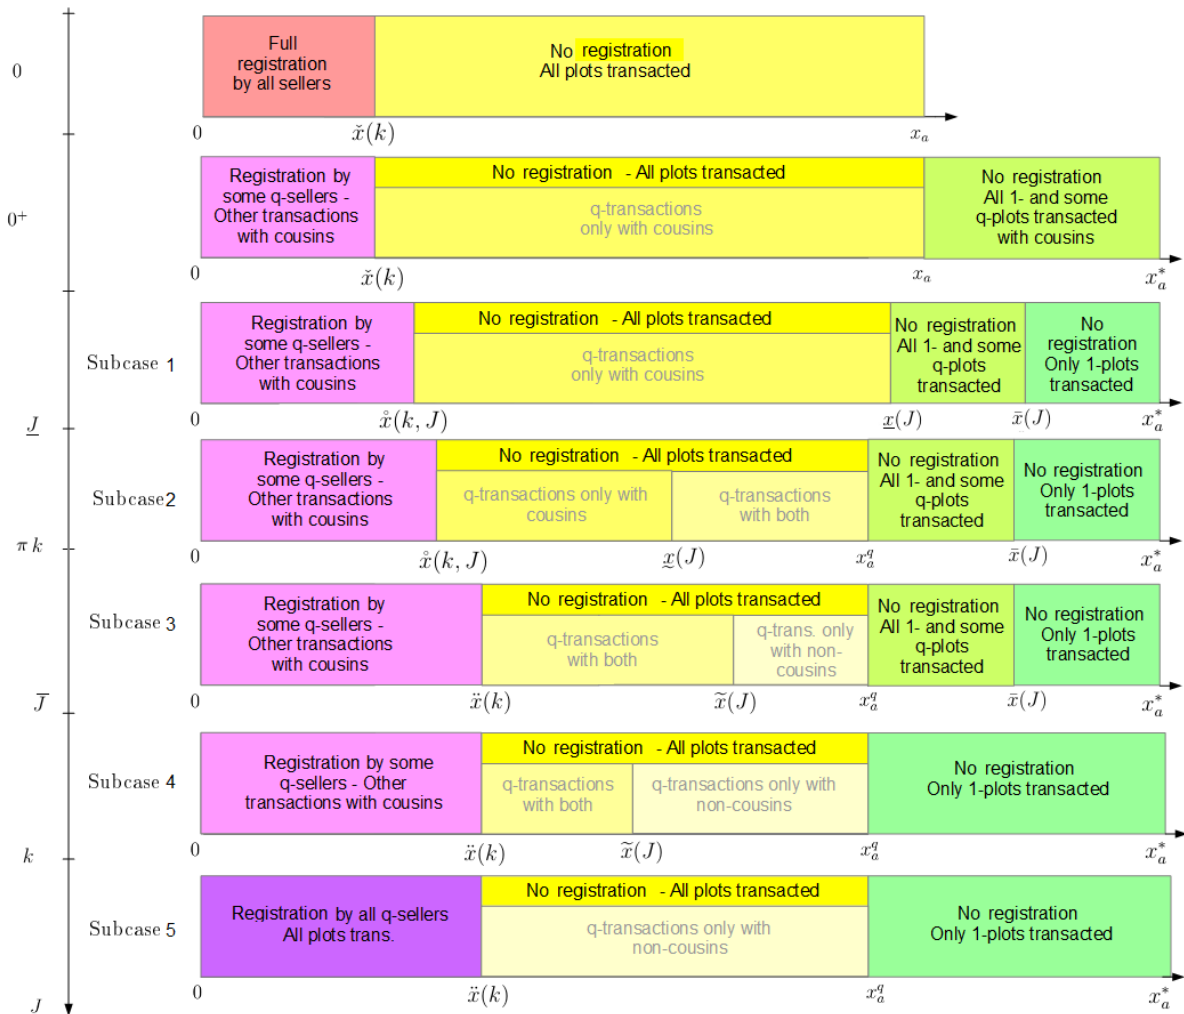 0
Full
registration
by all sellers
No registration
All plots transacted
0
x̌(k)
xₐ
0⁺
Registration by
some q-sellers -
Other transactions
with cousins
No registration - All plots transacted
q-transactions
only with cousins
No registration
All 1- and some
q-plots transacted
with cousins
0
x̌(k)
xₐ
xₐ*
Subcase 1
Registration by
some q-sellers -
Other transactions
with cousins
No registration - All plots transacted
q-transactions
only with cousins
No registration
All 1- and some
q-plots
transacted
No
registration
Only 1-plots
transacted
0
x̊(k, J)
x̲(J)
x̄(J)
xₐ*
J̲
Subcase2
Registration by
some q-sellers -
Other transactions
with cousins
No registration - All plots transacted
q-transactions only with
cousins
q-transactions
with both
No registration
All 1- and some
q-plots
transacted
No registration
Only 1-plots
transacted
π k
0
x̊(k, J)
x̰(J)
xₐ^q
x̄(J)
xₐ*
Subcase 3
Registration by
some q-sellers -
Other transactions
with cousins
No registration - All plots transacted
q-transactions
with both
q-trans. only
with non-
cousins
No registration
All 1- and some
q-plots
transacted
No registration
Only 1-plots
transacted
J̄
0
ẍ(k)
x̃(J)
xₐ^q
x̄(J)
xₐ*
Subcase 4
Registration by some
q-sellers - Other
transactions with cousins
No registration - All plots transacted
q-transactions
with both
q-transactions only with
non-cousins
No registration
Only 1-plots transacted
k
0
ẍ(k)
x̃(J)
xₐ^q
xₐ*
Subcase 5
Registration by all q-sellers
All plots trans.
No registration - All plots transacted
q-transactions only with
non-cousins
No registration
Only 1-plots transacted
J
0
ẍ(k)
xₐ^q
xₐ*